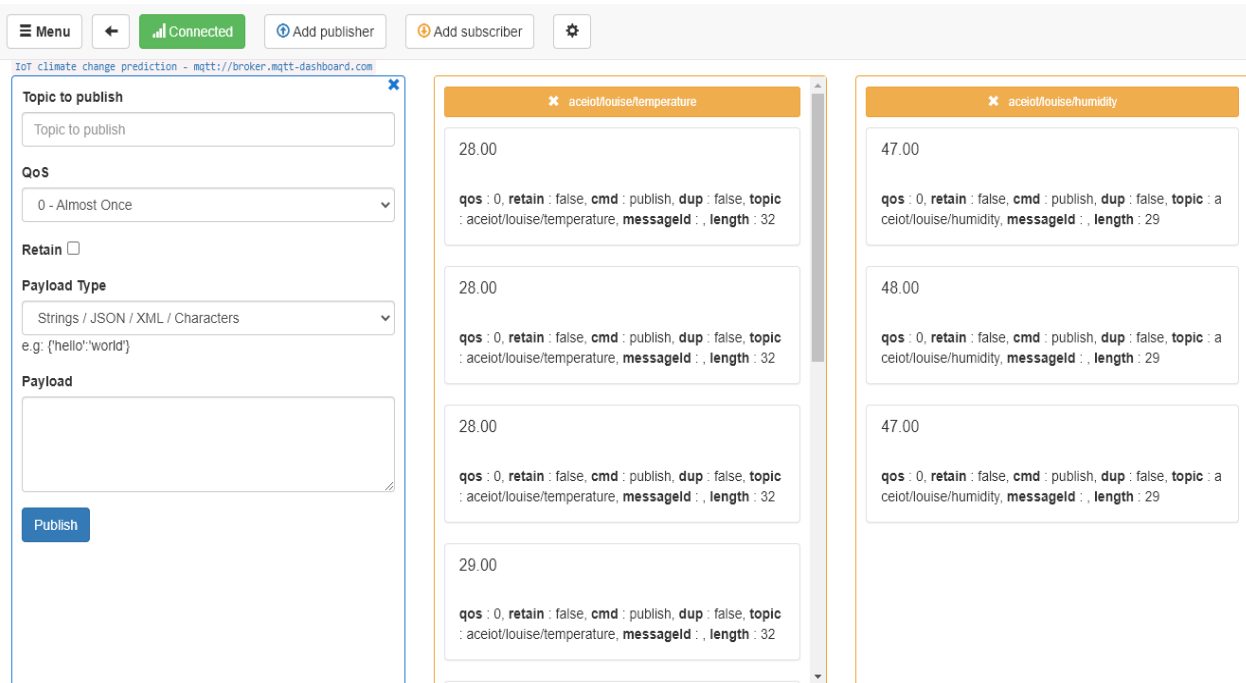 Menu
Connected
Add publisher
Add subscriber
IoT climate change prediction - mqtt://broker.mqtt-dashboard.com
Topic to publish
Topic to publish
QoS
0 - Almost Once
Retain
Payload Type
Strings / JSON / XML / Characters
e.g: {'hello':'world'}
Payload
Publish
aceiot/louise/temperature
28.00
qos : 0, retain : false, cmd : publish, dup : false, topic
: aceiot/louise/temperature, messageId : , length : 32
28.00
qos : 0, retain : false, cmd : publish, dup : false, topic
: aceiot/louise/temperature, messageId : , length : 32
28.00
qos : 0, retain : false, cmd : publish, dup : false, topic
: aceiot/louise/temperature, messageId : , length : 32
29.00
qos : 0, retain : false, cmd : publish, dup : false, topic
: aceiot/louise/temperature, messageId : , length : 32
aceiot/louise/humidity
47.00
qos : 0, retain : false, cmd : publish, dup : false, topic : a
ceiot/louise/humidity, messageId : , length : 29
48.00
qos : 0, retain : false, cmd : publish, dup : false, topic : a
ceiot/louise/humidity, messageId : , length : 29
47.00
qos : 0, retain : false, cmd : publish, dup : false, topic : a
ceiot/louise/humidity, messageId : , length : 29